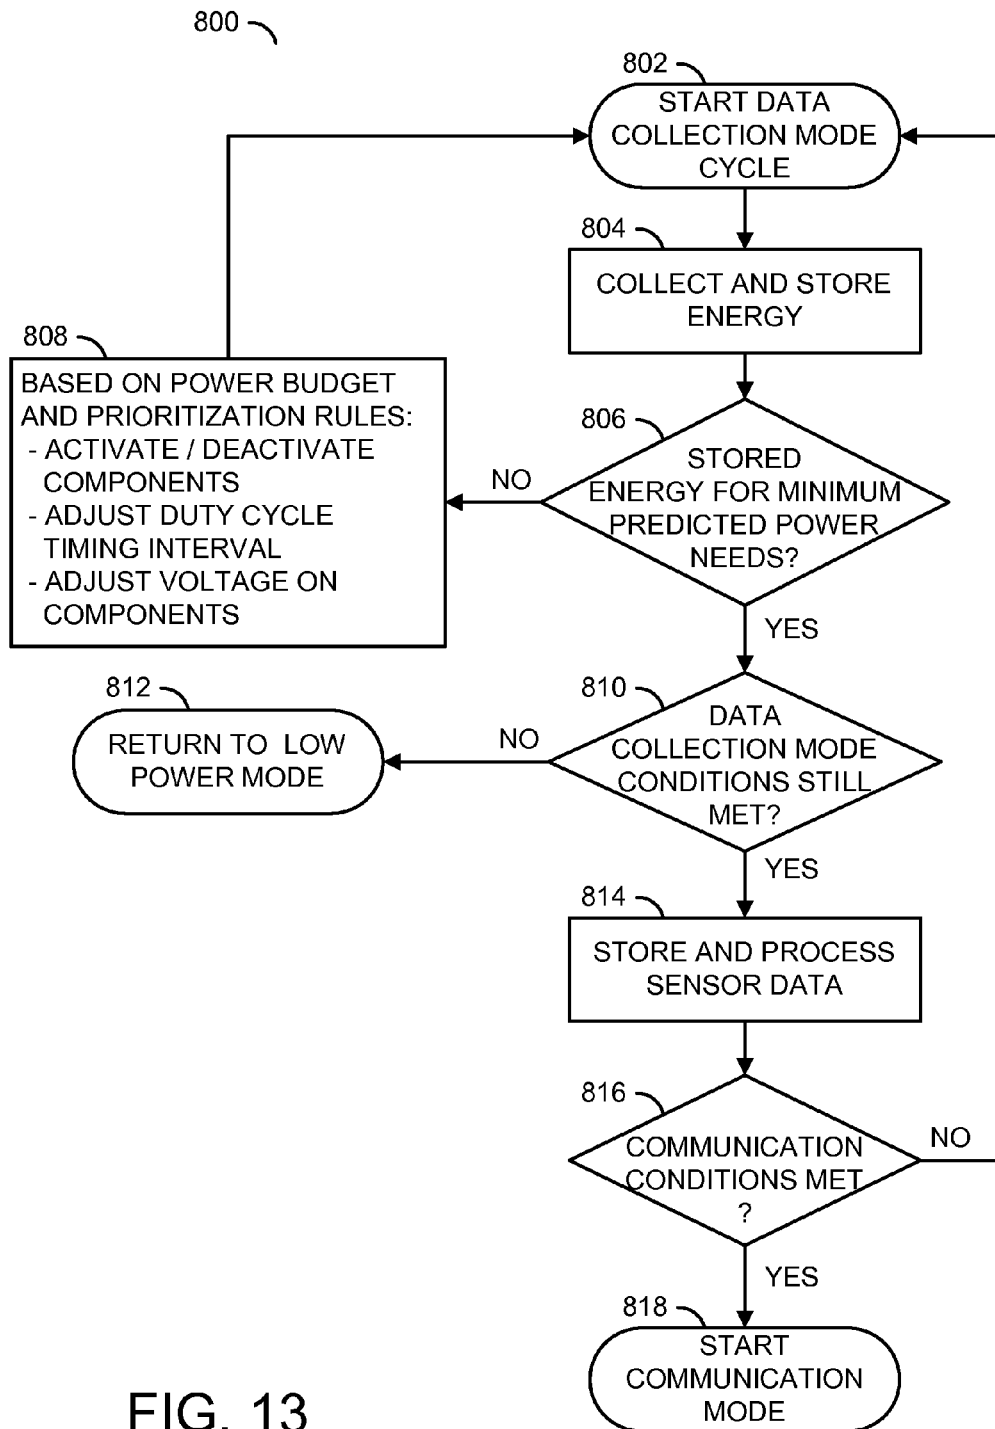 800
802
START DATA
COLLECTION MODE
CYCLE
804
COLLECT AND STORE
ENERGY
808
BASED ON POWER BUDGET
AND PRIORITIZATION RULES:
- ACTIVATE / DEACTIVATE
COMPONENTS
- ADJUST DUTY CYCLE
TIMING INTERVAL
- ADJUST VOLTAGE ON
COMPONENTS
806
STORED
ENERGY FOR MINIMUM
PREDICTED POWER
NEEDS?
NO
YES
812
RETURN TO LOW
POWER MODE
810
DATA
COLLECTION MODE
CONDITIONS STILL
MET?
NO
YES
814
STORE AND PROCESS
SENSOR DATA
816
COMMUNICATION
CONDITIONS MET
?
NO
YES
818
START
COMMUNICATION
MODE
FIG. 13